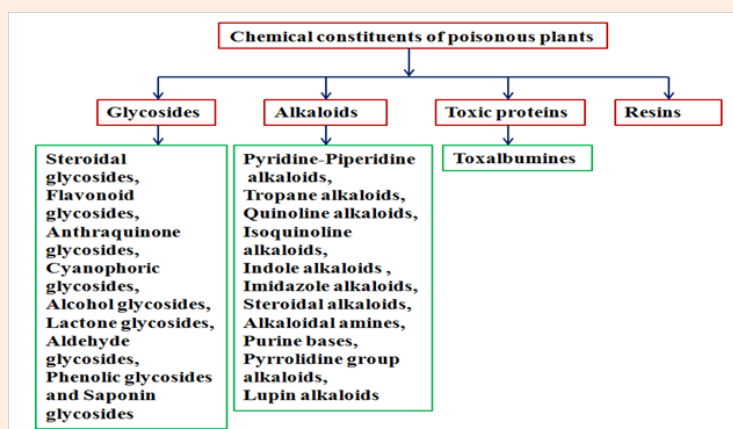 Chemical constituents of poisonous plants
Glycosides
Alkaloids
Toxic proteins
Resins
Steroidal
glycosides,
Flavonoid
glycosides,
Anthraquinone
glycosides,
Cyanophoric
glycosides,
Alcohol glycosides,
Lactone glycosides,
Aldehyde
glycosides,
Phenolic glycosides
and Saponin
glycosides
Pyridine-Piperidine
alkaloids,
Tropane alkaloids,
Quinoline alkaloids,
Isoquinoline
alkaloids,
Indole alkaloids ,
Imidazole alkaloids,
Steroidal alkaloids,
Alkaloidal amines,
Purine bases,
Pyrrolidine group
alkaloids,
Lupin alkaloids
Toxalbumines